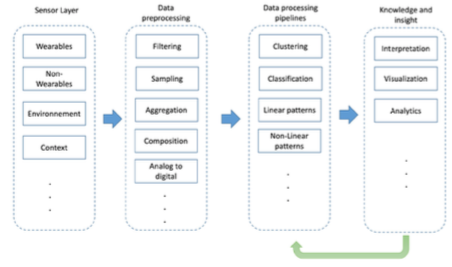 Sensor Layer
Wearables
Non-
Wearables
Environnement
Context
Data
preprocessing
Filtering
Sampling
Aggregation
Composition
Analog to
digital
Data processing
pipelines
Clustering
Classification
Linear patterns
Non-Linear
patterns
Knowledge and
insight
Interpretation
Visualization
Analytics